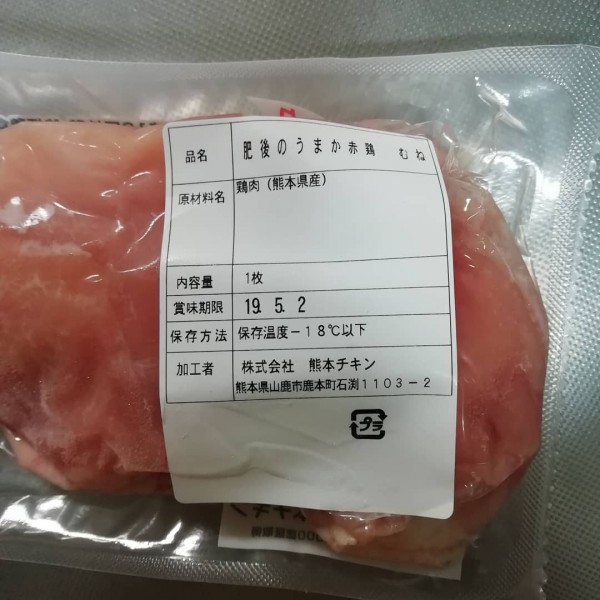 品名 肥後のうまか赤鶏 むね
原材料名 鶏肉（熊本県産）
内容量 1枚
賞味期限 19.5.2
保存方法 保存温度－18℃以下
加工者 株式会社 熊本チキン
熊本県山鹿市鹿本町石渕1103－2
プラ